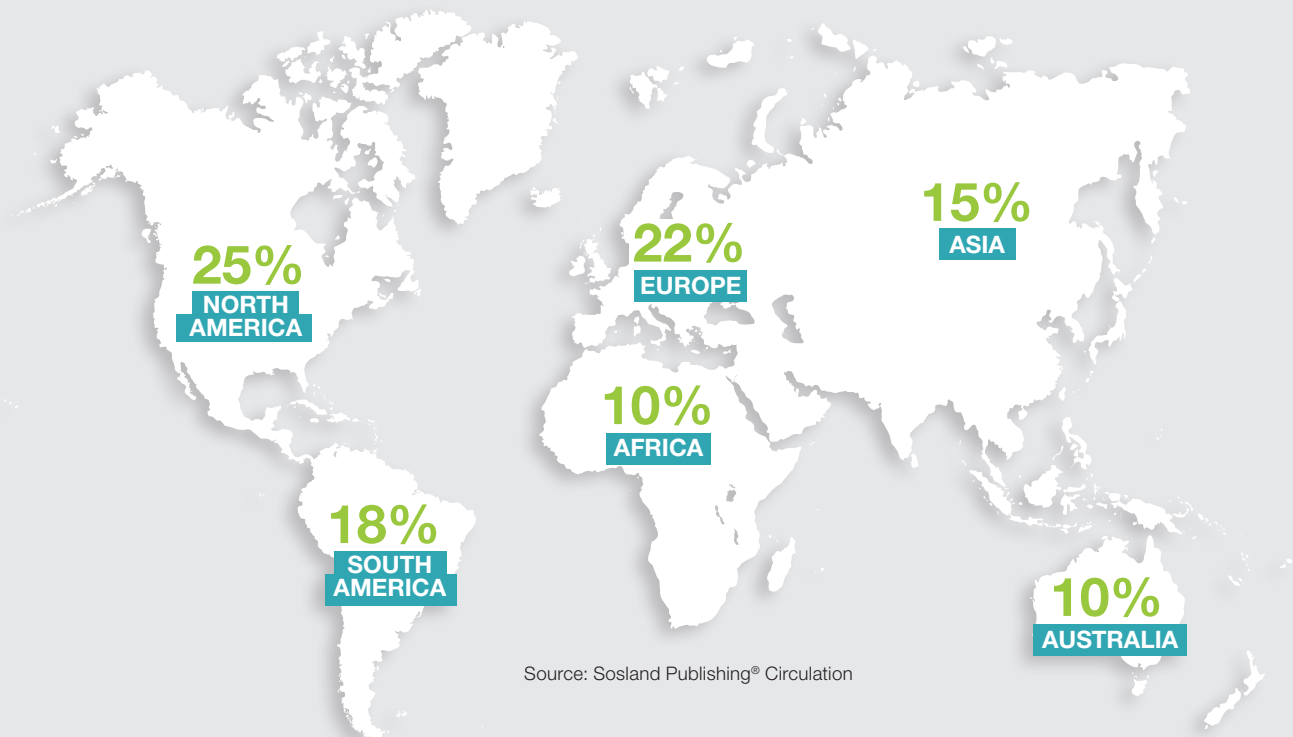 25%
NORTH
AMERICA
22%
EUROPE
15%
ASIA
10%
AFRICA
18%
SOUTH
AMERICA
10%
AUSTRALIA
Source: Sosland Publishing® Circulation